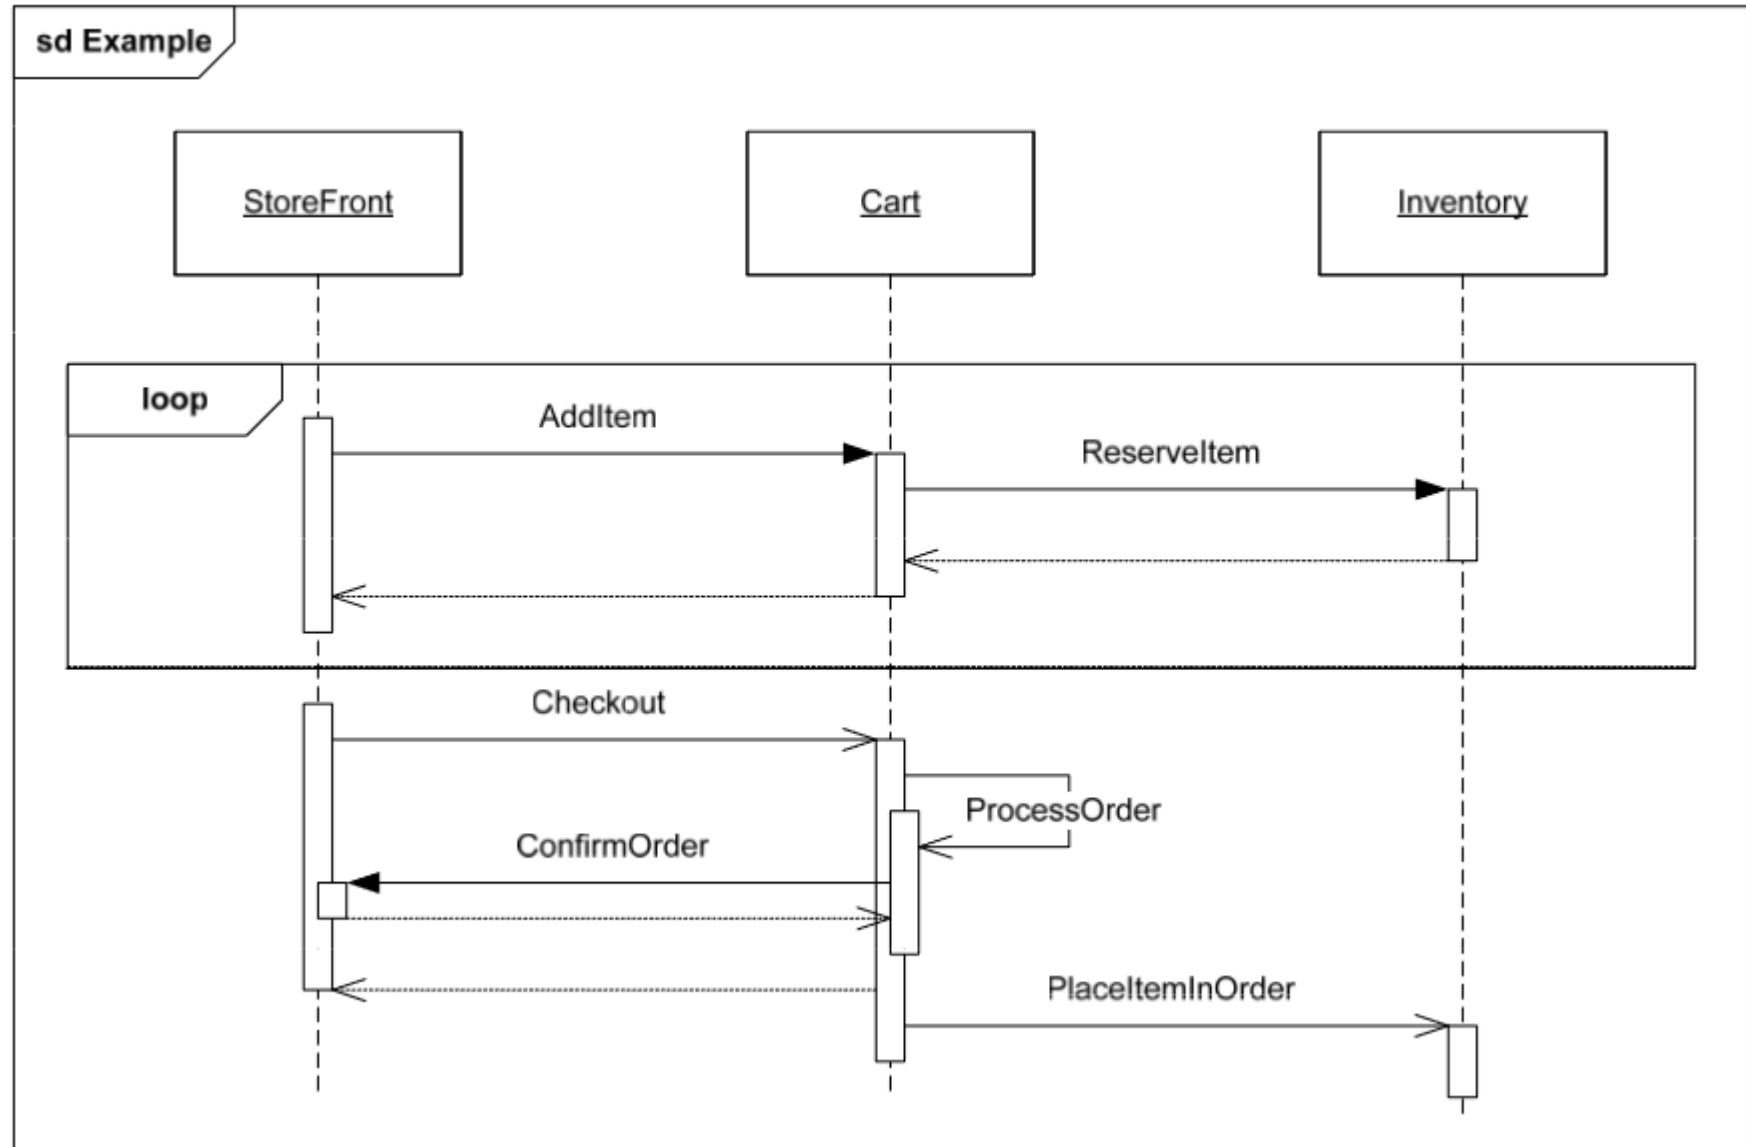 sd Example
StoreFront
Cart
Inventory
loop
AddItem
ReserveItem
Checkout
ProcessOrder
ConfirmOrder
PlaceItemInOrder